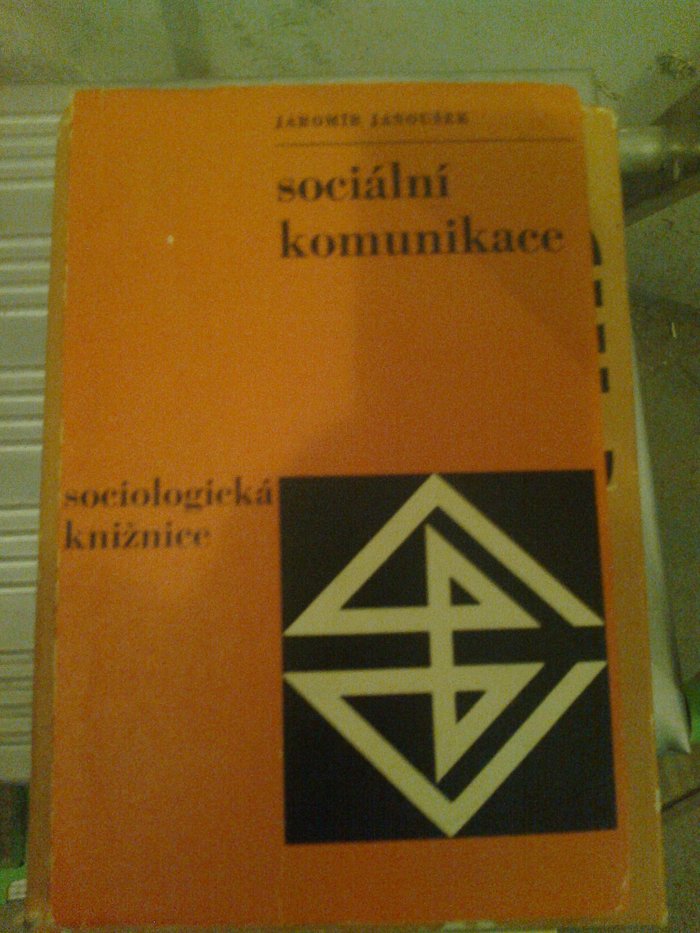 JAROMÍR JANOUŠEK
sociální
komunikace
sociologická
knižnice